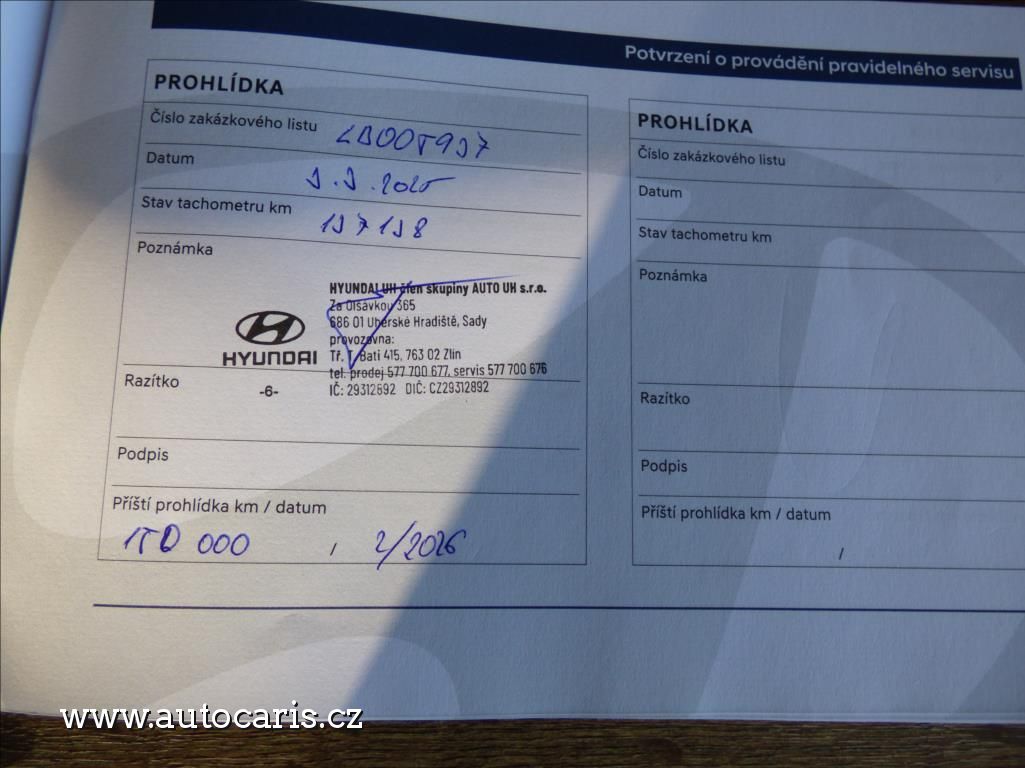 Potvrzení o provádění pravidelného servisu
PROHLÍDKA
Číslo zakázkového listu
Datum
Stav tachometru km
Poznámka
HYUNDAI UH člen skupiny AUTO UH s.r.o.
Za Olšávkou 365
686 01 Uherské Hradiště, Sady
provozovna:
Tř. T. Bati 415, 763 02 Zlín
tel. prodej 577 700 677, servis 577 700 676
IČ: 29312892 DIČ: CZ29312892
HYUNDAI
-6-
Razítko
Podpis
Příští prohlídka km / datum
000 / 2/2026
PROHLÍDKA
Číslo zakázkového listu
Datum
Stav tachometru km
Poznámka
Razítko
Podpis
Příští prohlídka km / datum
/
www.autocaris.cz